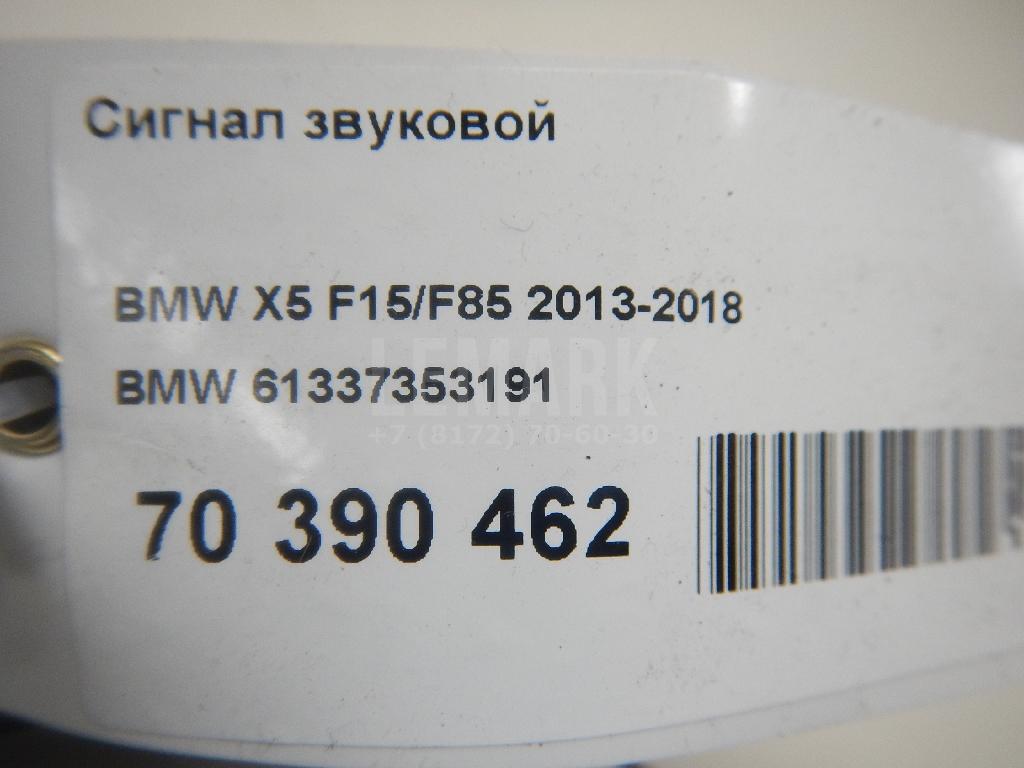 Сигнал звуковой
BMW X5 F15/F85 2013-2018
LEMARK
BMW 61337353191
+7 (8172) 70-60-30
70 390 462